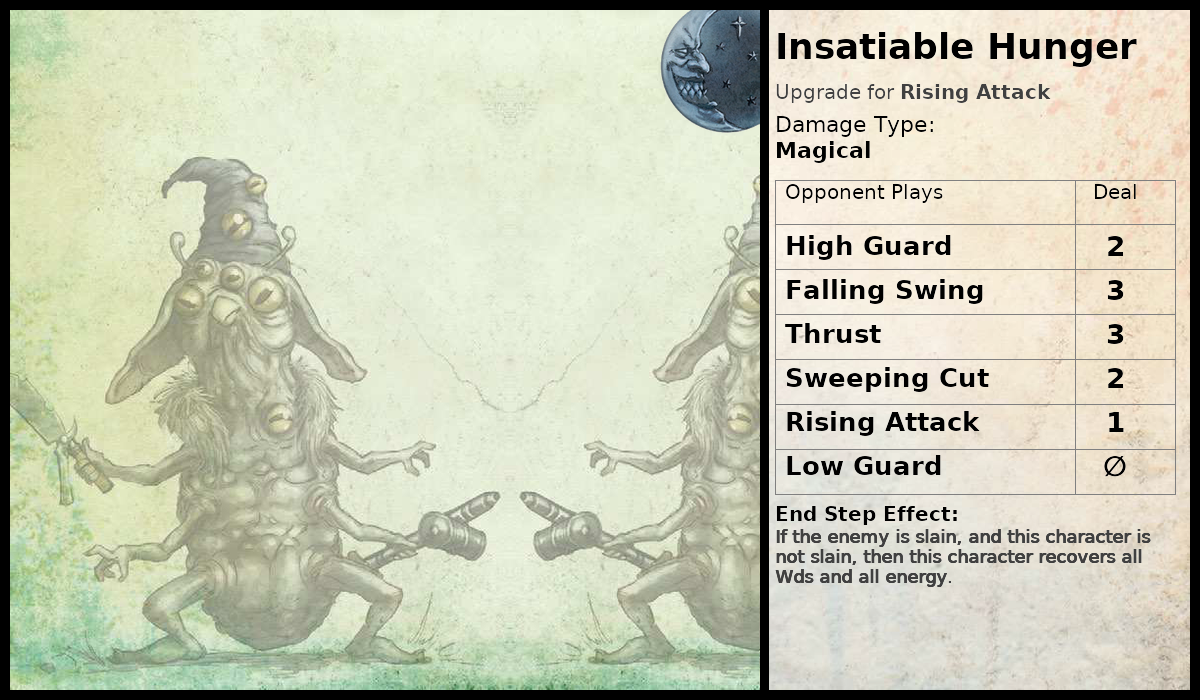 Insatiable Hunger
Upgrade for Rising Attack
Damage Type:
Magical
Opponent Plays Deal
High Guard 2
Falling Swing 3
Thrust 3
Sweeping Cut 2
Rising Attack 1
Low Guard ∅
End Step Effect:
If the enemy is slain, and this character is
not slain, then this character recovers all
Wds and all energy.